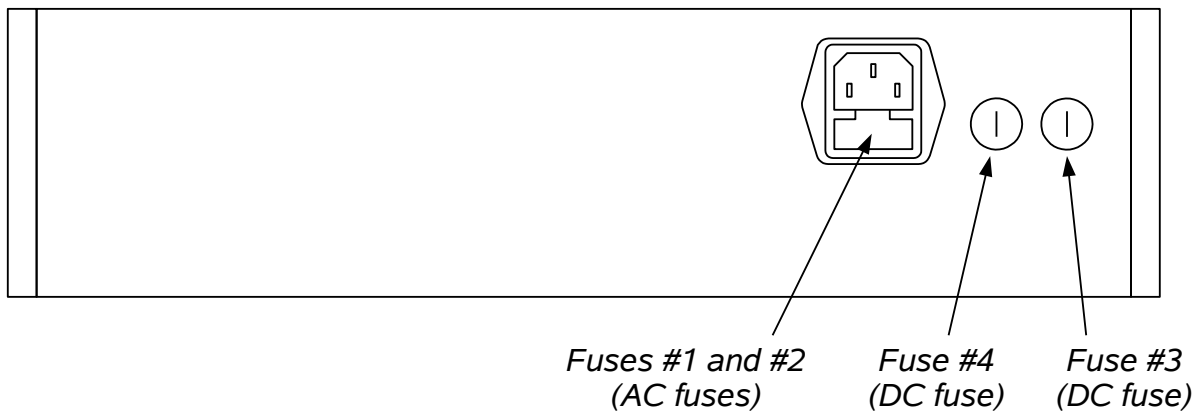 Fuses #1 and #2
(AC fuses)
Fuse #4
(DC fuse)
Fuse #3
(DC fuse)